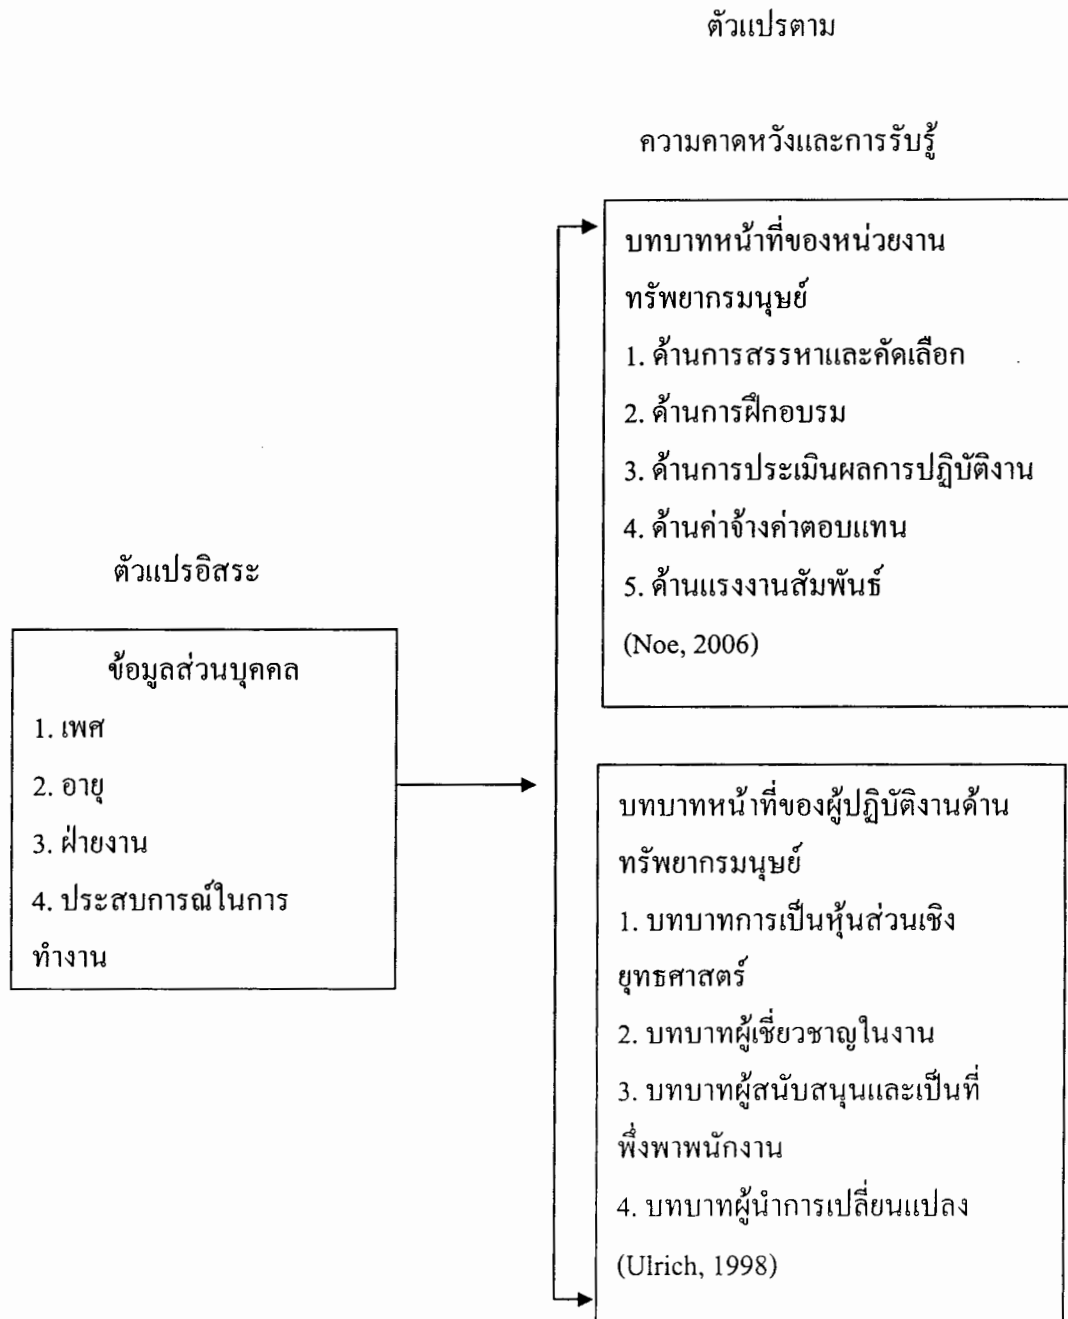 ตัวแปรตาม
ความคาดหวังและการรับรู้
บทบาทหน้าที่ของหน่วยงาน
ทรัพยากรมนุษย์
1. ด้านการสรรหาและคัดเลือก
2. ด้านการฝึกอบรม
3. ด้านการประเมินผลการปฏิบัติงาน
4. ด้านค่าจ้างค่าตอบแทน
5. ด้านแรงงานสัมพันธ์
(Noe, 2006)
ตัวแปรอิสระ
ข้อมูลส่วนบุคคล
1. เพศ
2. อายุ
3. ฝ่ายงาน
4. ประสบการณ์ในการ
ทำงาน
บทบาทหน้าที่ของผู้ปฏิบัติงานด้าน
ทรัพยากรมนุษย์
1. บทบาทการเป็นหุ้นส่วนเชิง
ยุทธศาสตร์
2. บทบาทผู้เชี่ยวชาญในงาน
3. บทบาทผู้สนับสนุนและเป็นที่
พึ่งพาพนักงาน
4. บทบาทผู้นำการเปลี่ยนแปลง
(Ulrich, 1998)